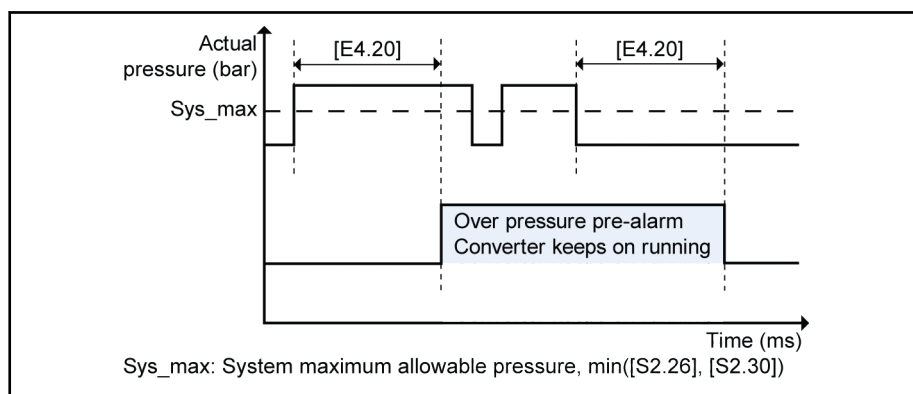 Actual
pressure (bar)
[E4.20]
[E4.20]
Sys_max
Over pressure pre-alarm
Converter keeps on running
Time (ms)
Sys_max: System maximum allowable pressure, min([S2.26], [S2.30])